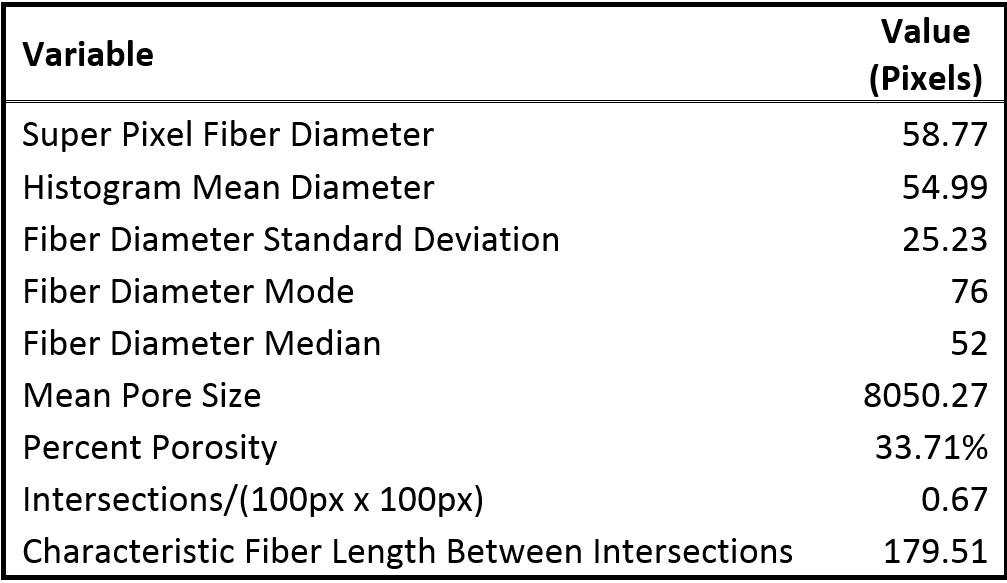 Variable Value (Pixels)
Super Pixel Fiber Diameter 58.77
Histogram Mean Diameter 54.99
Fiber Diameter Standard Deviation 25.23
Fiber Diameter Mode 76
Fiber Diameter Median 52
Mean Pore Size 8050.27
Percent Porosity 33.71%
Intersections/(100px x 100px) 0.67
Characteristic Fiber Length Between Intersections 179.51